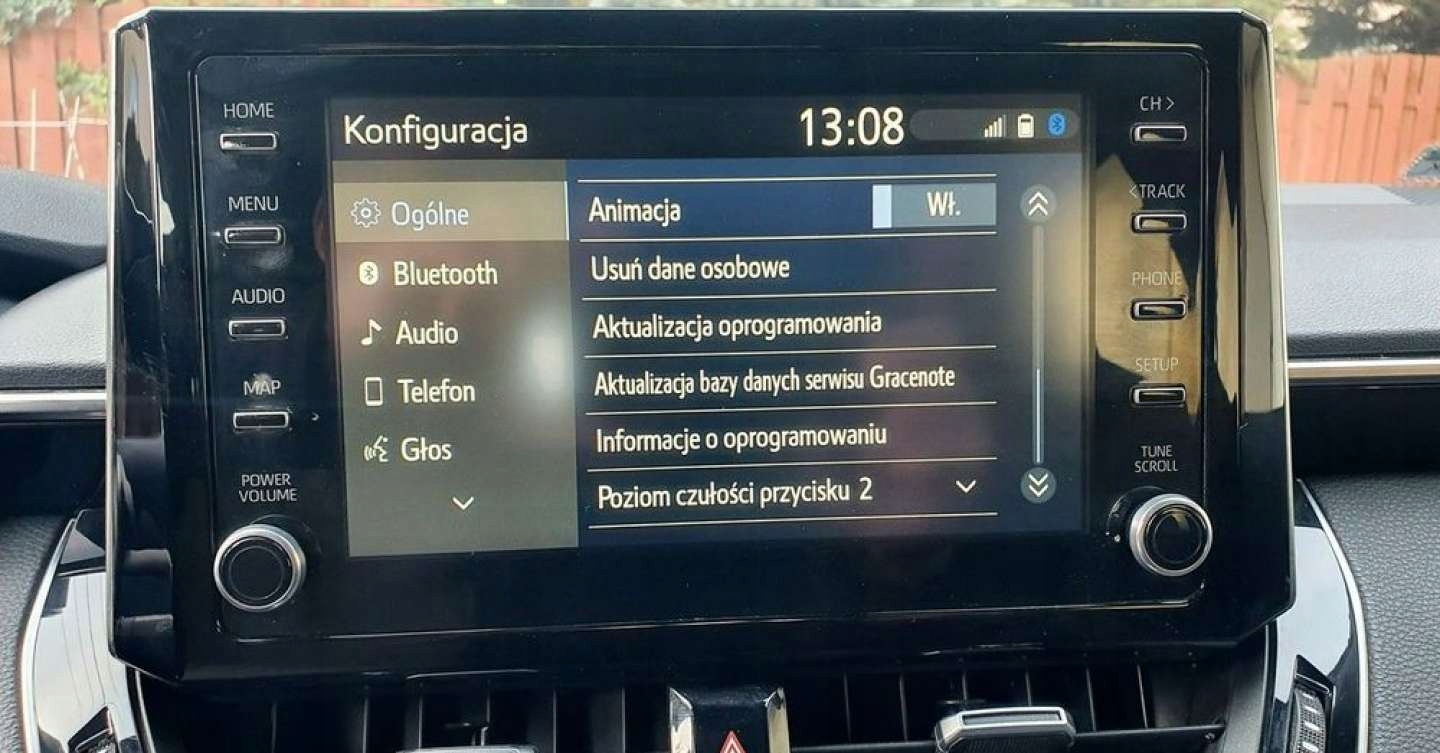 HOME
MENU
AUDIO
MAP
POWER
VOLUME
Konfiguracja
13:08
Ogólne
Bluetooth
Audio
Telefon
Głos
Animacja
Wł.
Usuń dane osobowe
Aktualizacja oprogramowania
Aktualizacja bazy danych serwisu Gracenote
Informacje o oprogramowaniu
Poziom czułości przycisku 2
CH >
< TRACK
PHONE
SETUP
TUNE
SCROLL